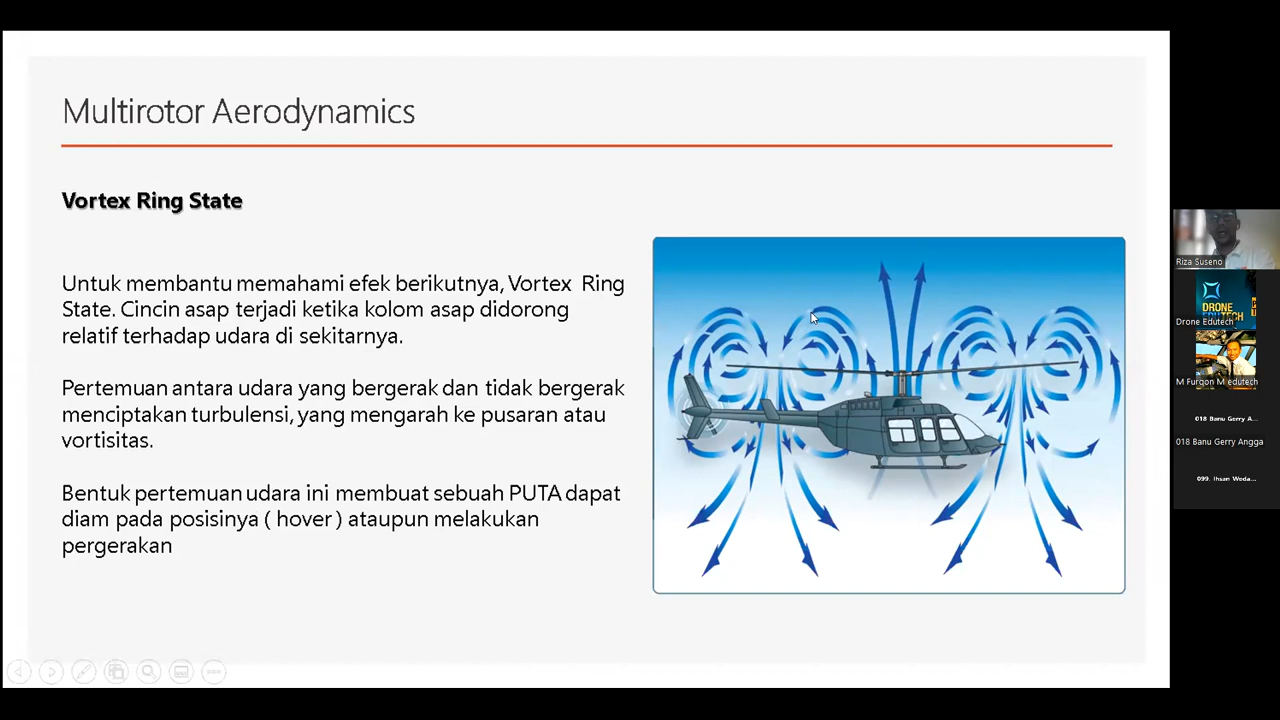 Multirotor Aerodynamics
Vortex Ring State
Untuk membantu memahami efek berikutnya, Vortex Ring
State. Cincin asap terjadi ketika kolom asap didorong
relatif terhadap udara di sekitarnya.
Pertemuan antara udara yang bergerak dan tidak bergerak
menciptakan turbulensi, yang mengarah ke pusaran atau
vortisitas.
Bentuk pertemuan udara ini membuat sebuah PUTA dapat
diam pada posisinya ( hover ) ataupun melakukan
pergerakan
Riza Suseno
DRONE
EDUTECH
Drone Edutech
M Furqon M edutech
018 Banu Gerry A...
018 Banu Gerry Angga
099. Ihsan Weda...